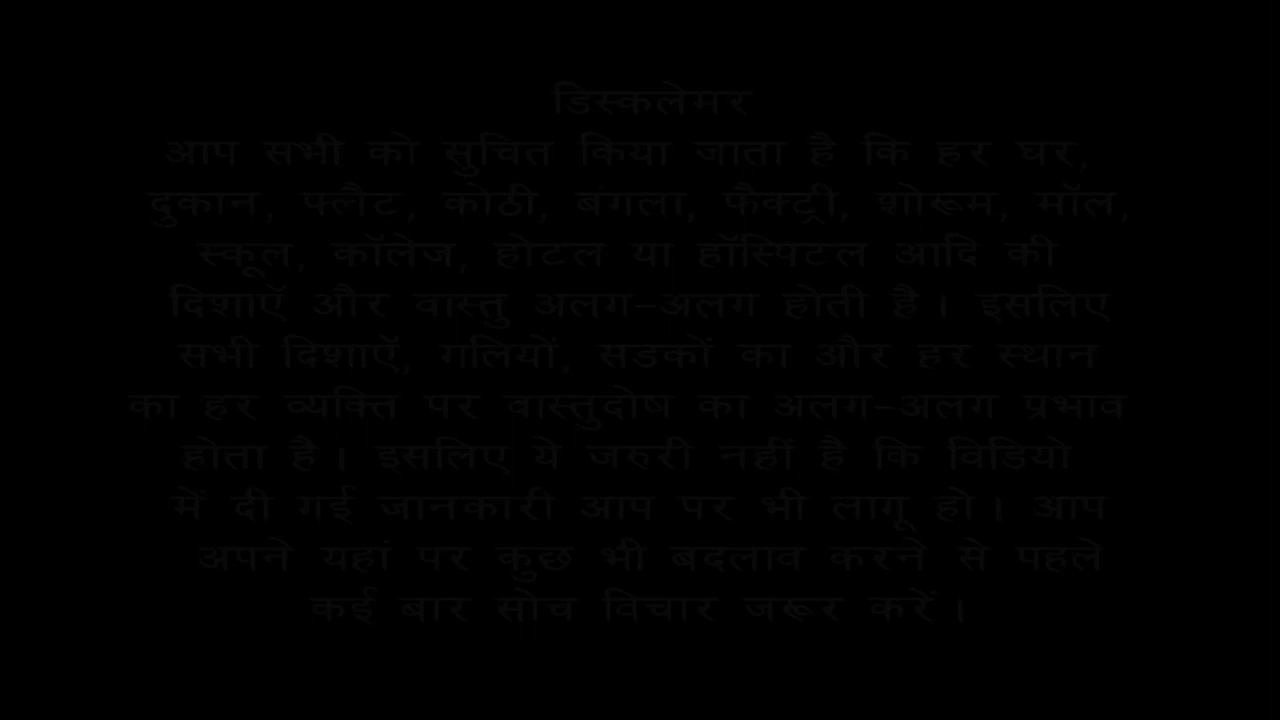 डिस्कलेमर
आप सभी को सुचित किया जाता है कि हर घर,
दुकान, फ्लैट, कोठी, बंगला, फैक्ट्री, शोरूम, मॉल,
स्कूल, कॉलेज, होटल या हॉस्पिटल आदि की
दिशाएॅ और वास्तु अलग–अलग होती है। इसलिए
सभी दिशाऐं, गलियों, सडकों का और हर स्थान
का हर व्यक्ति पर वास्तुदोष का अलग–अलग प्रभाव
होता है। इसलिए ये जरुरी नहीं है कि विडियो
में दी गई जानकारी आप पर भी लागू हो। आप
अपने यहां पर कुछ भी बदलाव करने से पहले
कई बार सोच विचार जरूर करें।